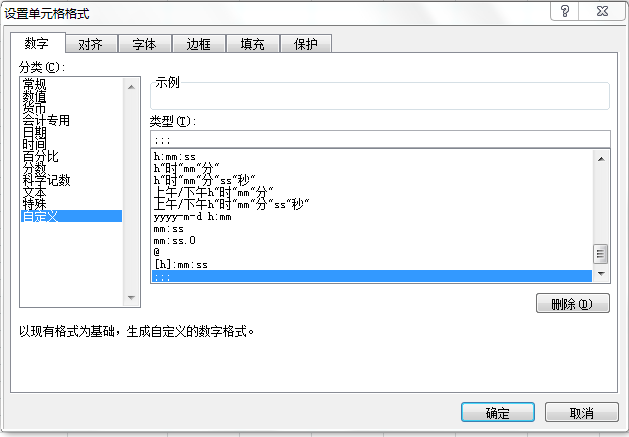 设置单元格格式
数字 对齐 字体 边框 填充 保护
分类(C):
常规
数值
货币
会计专用
日期
时间
百分比
分数
科学记数
文本
特殊
自定义
示例
类型(T):
;;;
h:mm:ss
h"时"mm"分"
h"时"mm"分"ss"秒"
上午/下午h"时"mm"分"
上午/下午h"时"mm"分"ss"秒"
yyyy-m-d h:mm
mm:ss
mm:ss.0
@
[h]:mm:ss
;;;
删除(D)
以现有格式为基础，生成自定义的数字格式。
确定 取消